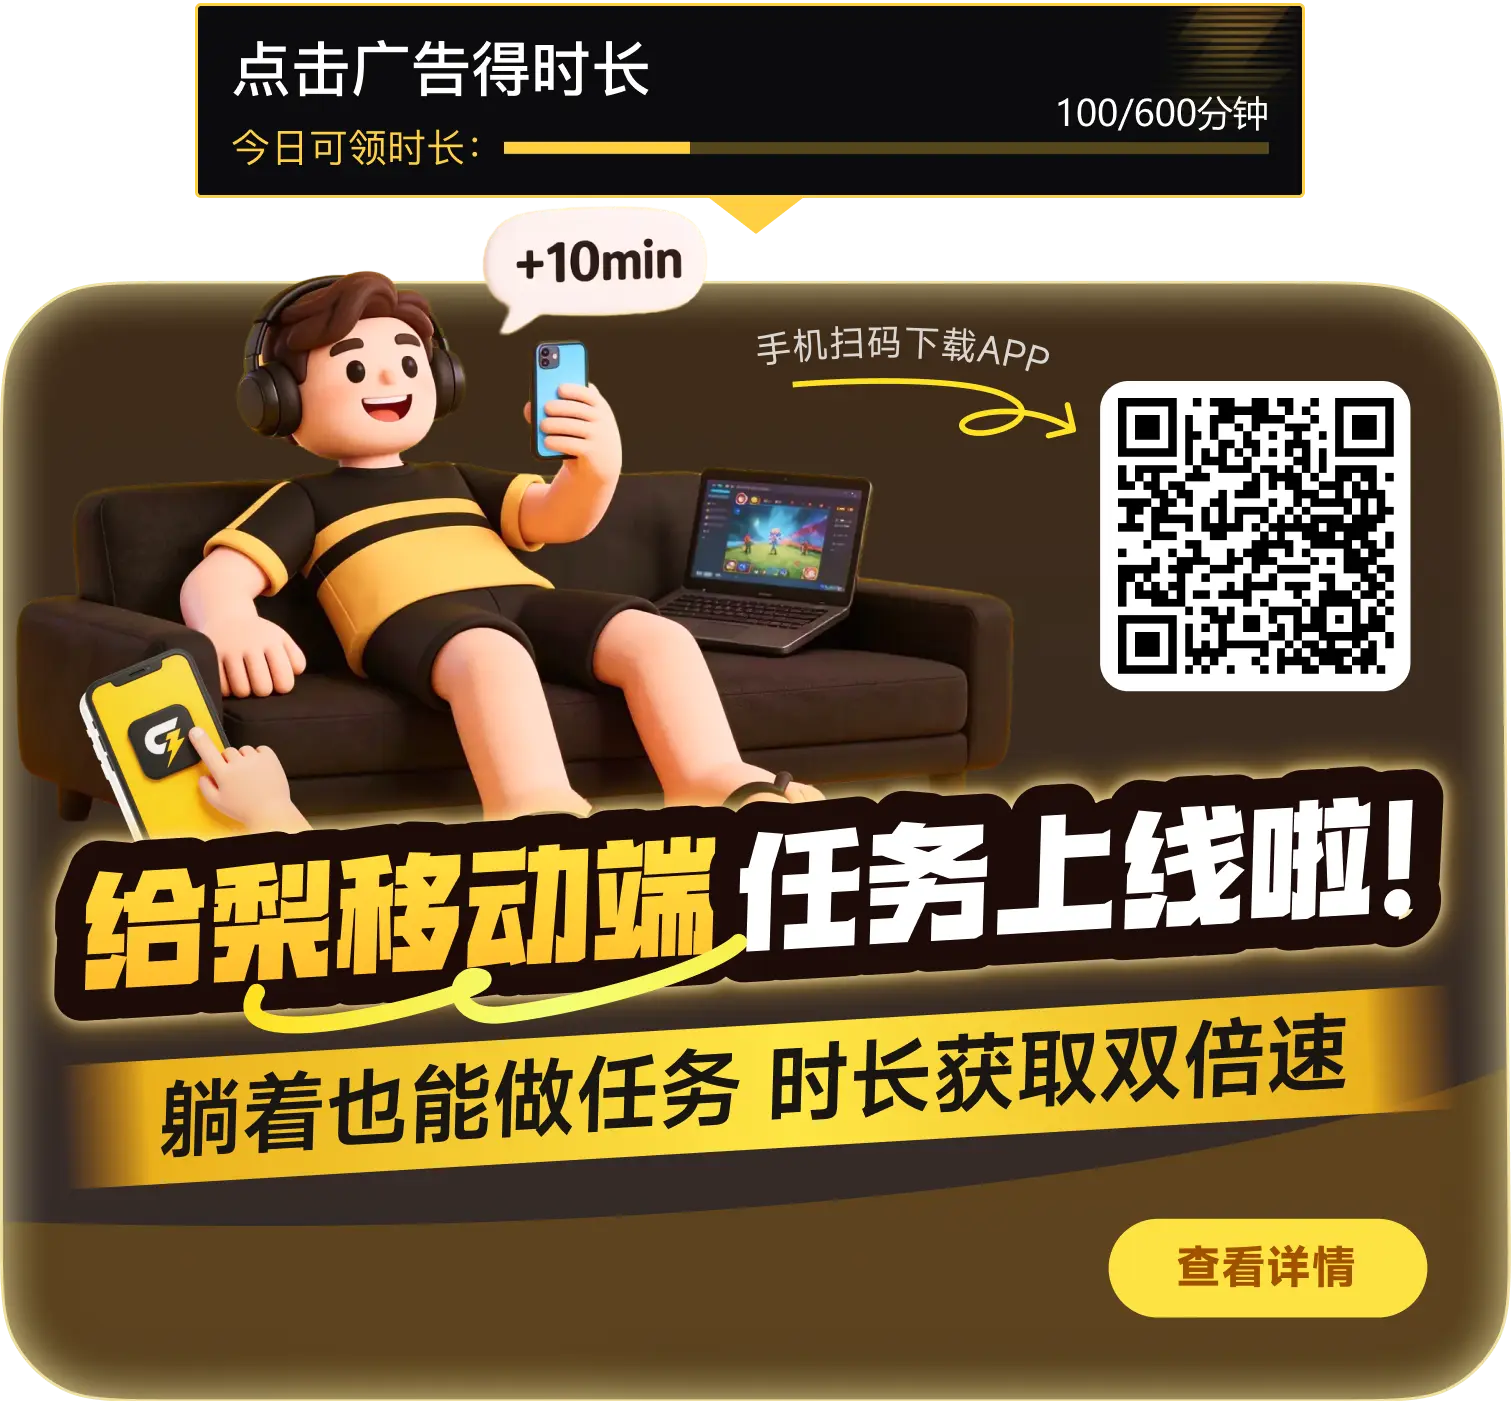 点击广告得时长
100/600分钟
今日可领时长：
+10min
手机扫码下载APP
给梨移动端 任务上线啦！
躺着也能做任务 时长获取双倍速
查看详情